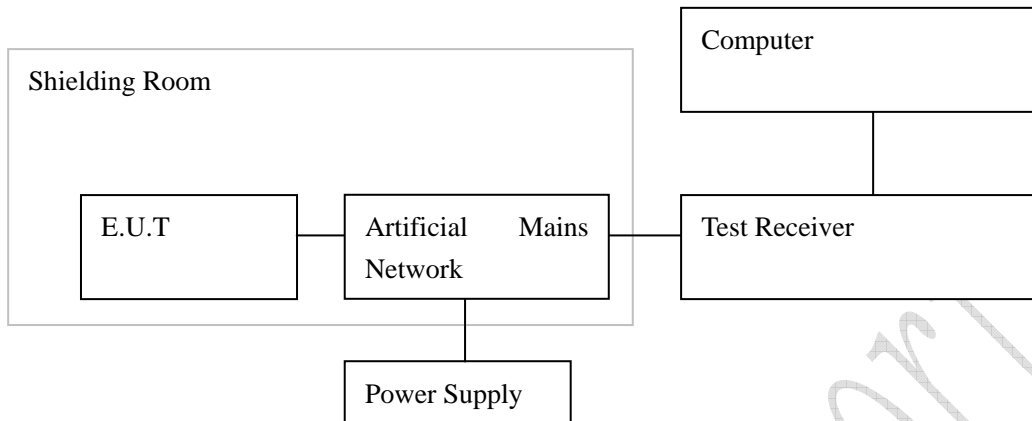 Computer
Shielding Room
E.U.T
Artificial Mains
Network
Test Receiver
Power Supply